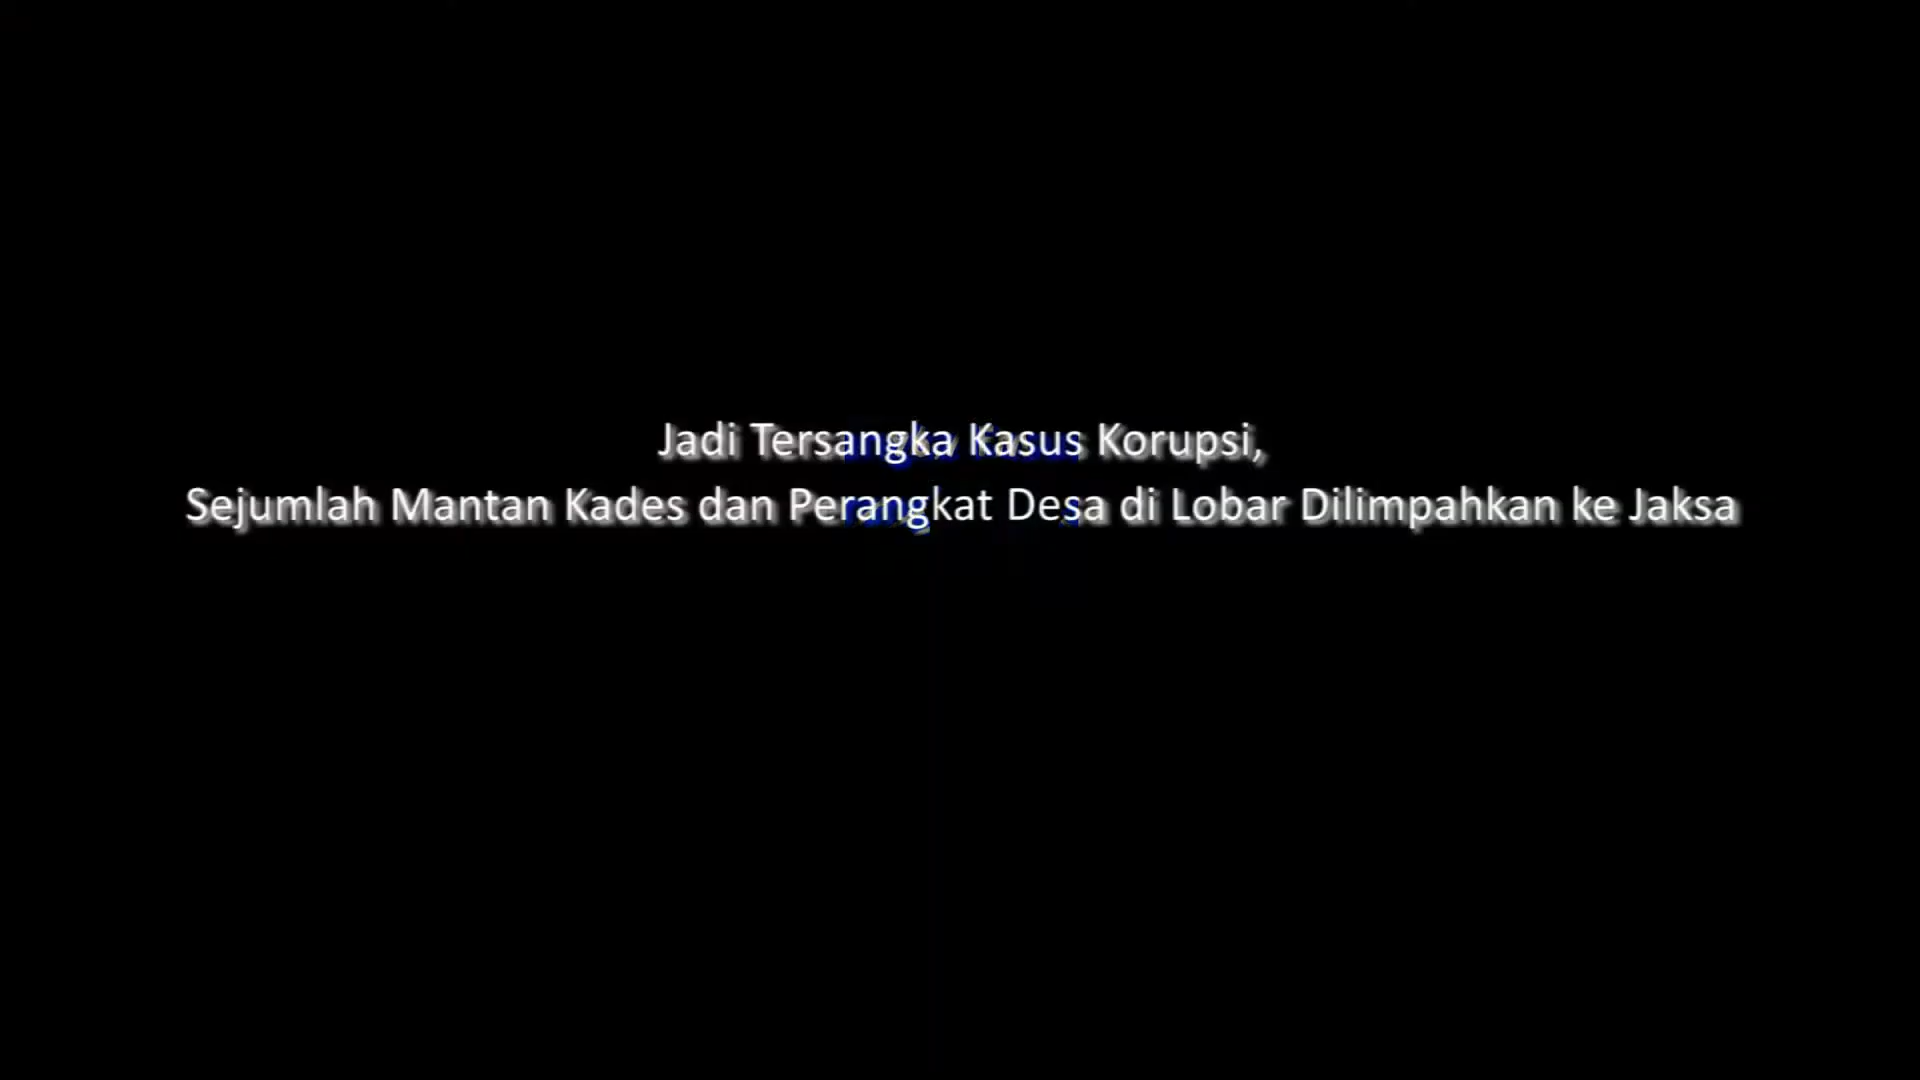 Jadi Tersangka Kasus Korupsi,
Sejumlah Mantan Kades dan Perangkat Desa di Lobar Dilimpahkan ke Jaksa